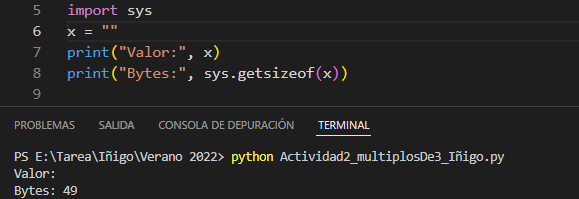 5 import sys
6 x = ""
7 print("Valor:", x)
8 print("Bytes:", sys.getsizeof(x))
9
PROBLEMAS SALIDA CONSOLA DE DEPURACIÓN TERMINAL
PS E:\Tarea\Iñigo\Verano 2022> python Actividad2_multiplosDe3_Iñigo.py
Valor:
Bytes: 49